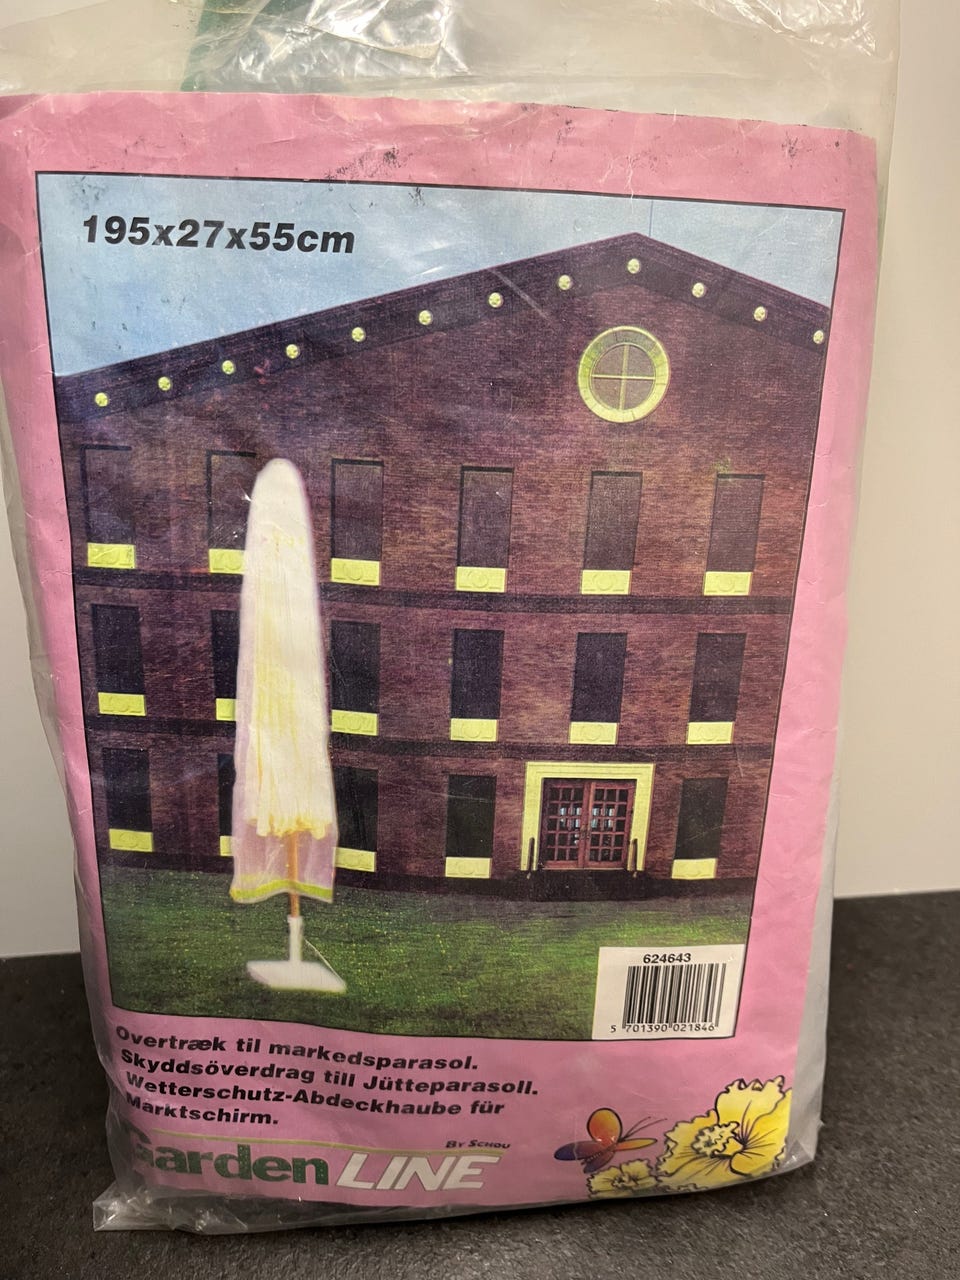 195x27x55cm
624643
5 701390 021846
Overtræk til markedsparasol.
Skyddsöverdrag till Jütteparasoll.
Wetterschutz-Abdeckhaube für
Marktschirm.
BY SCHOU
Garden LINE